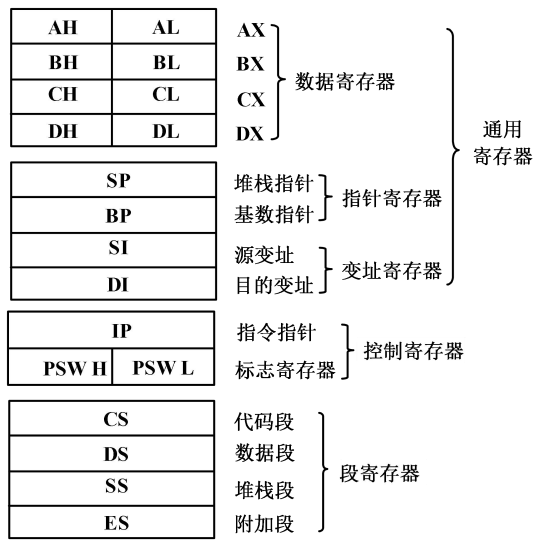 AH AL AX
BH BL BX
CH CL CX
DH DL DX
数据寄存器
通用
寄存器
SP 堆栈指针
BP 基数指针
指针寄存器
SI 源变址
DI 目的变址
变址寄存器
IP 指令指针
PSW H PSW L 标志寄存器
控制寄存器
CS 代码段
DS 数据段
SS 堆栈段
ES 附加段
段寄存器